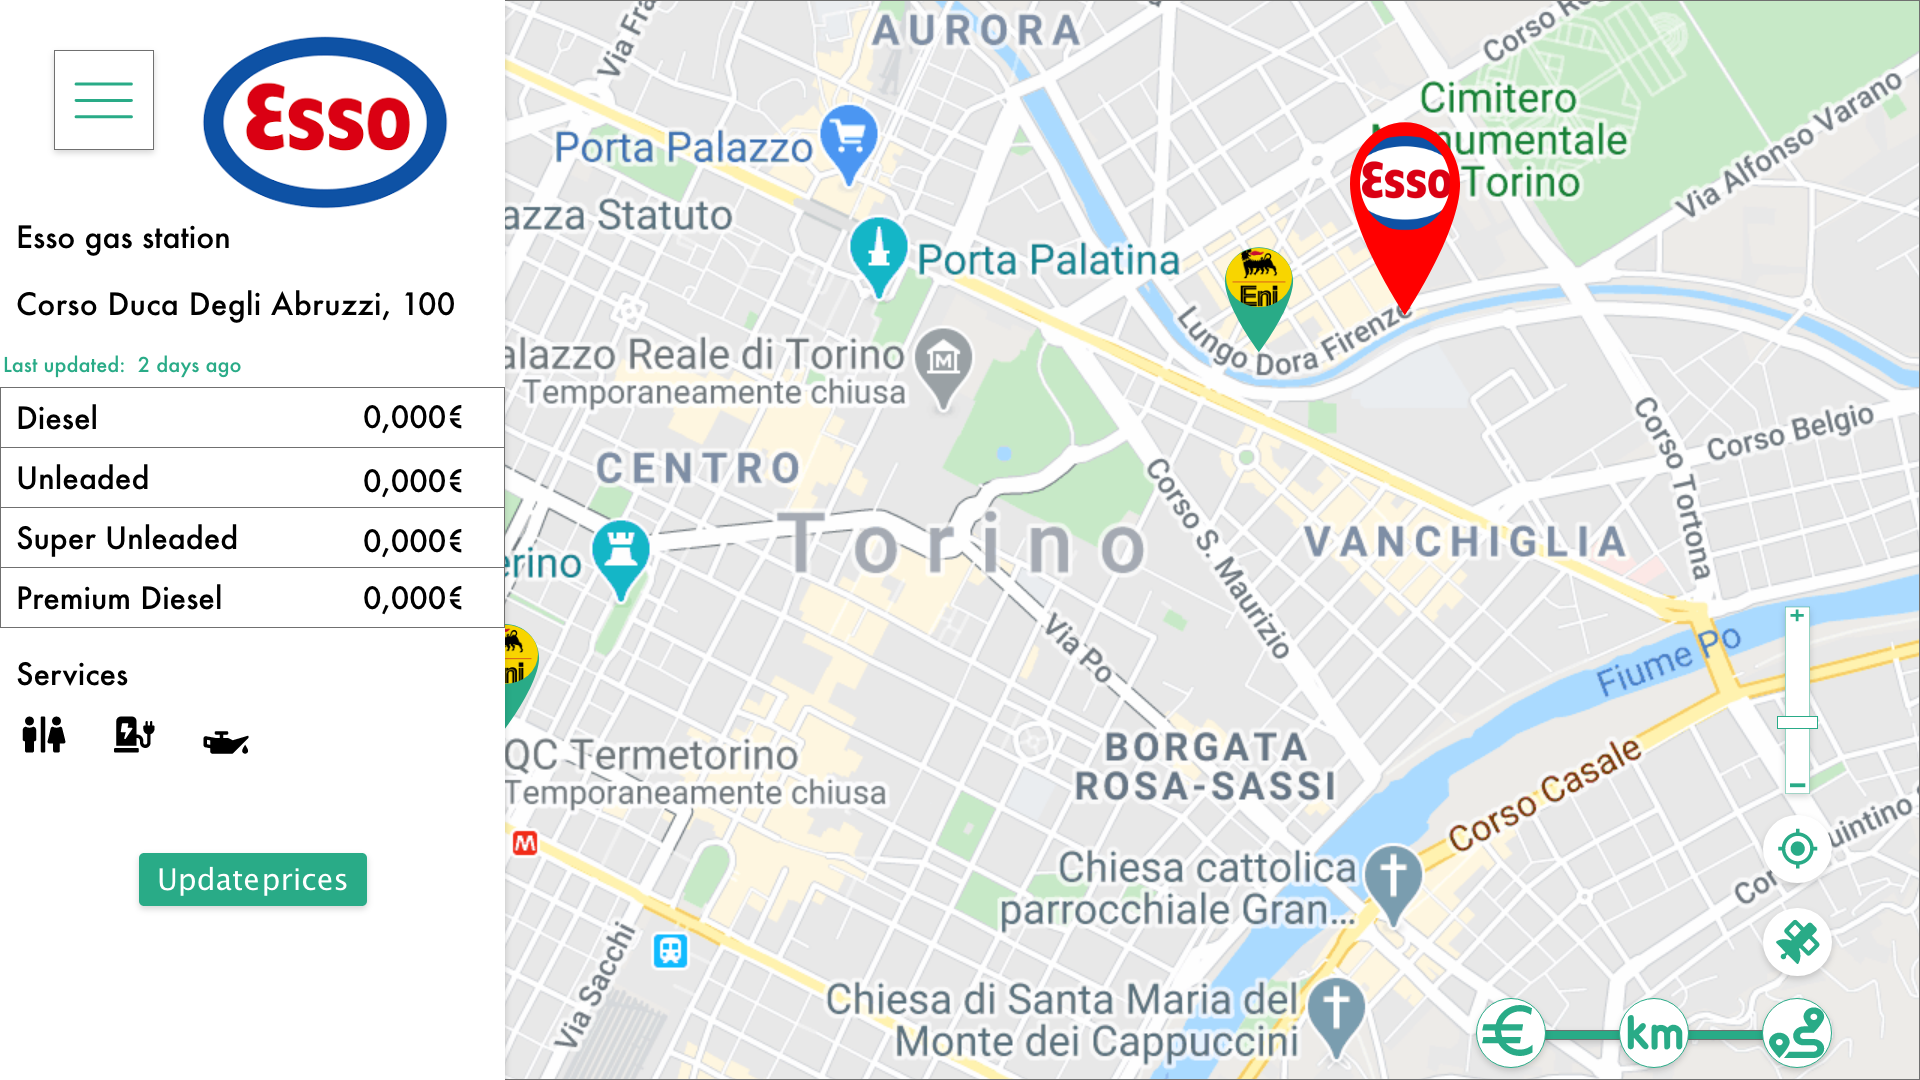 Esso
Esso gas station
Corso Duca Degli Abruzzi, 100
Last updated: 2 days ago
Diesel 0,000€
Unleaded 0,000€
Super Unleaded 0,000€
Premium Diesel 0,000€
Services
Updateprices
AURORA
Corso
Porta Palazzo
Cimitero
Monumentale
Torino
Via Alfonso Varano
Esso
azza Statuto
Porta Palatina
Eni
Lungo Dora Firenze
alazzo Reale di Torino
Temporaneamente chiusa
M
CENTRO
Corso Belgio
Corso Tortona
Torino
Corso S. Maurizio
VANCHIGLIA
erino
Via Po
Fiume Po
+
ni
QC Termetorino
Temporaneamente chiusa
BORGATA
ROSA-SASSI
Corso Casale
−
M
uintino
Cor
Chiesa cattolica
parrocchiale Gran...
Via Sacchi
Chiesa di Santa Maria del
Monte dei Cappuccini
€
km